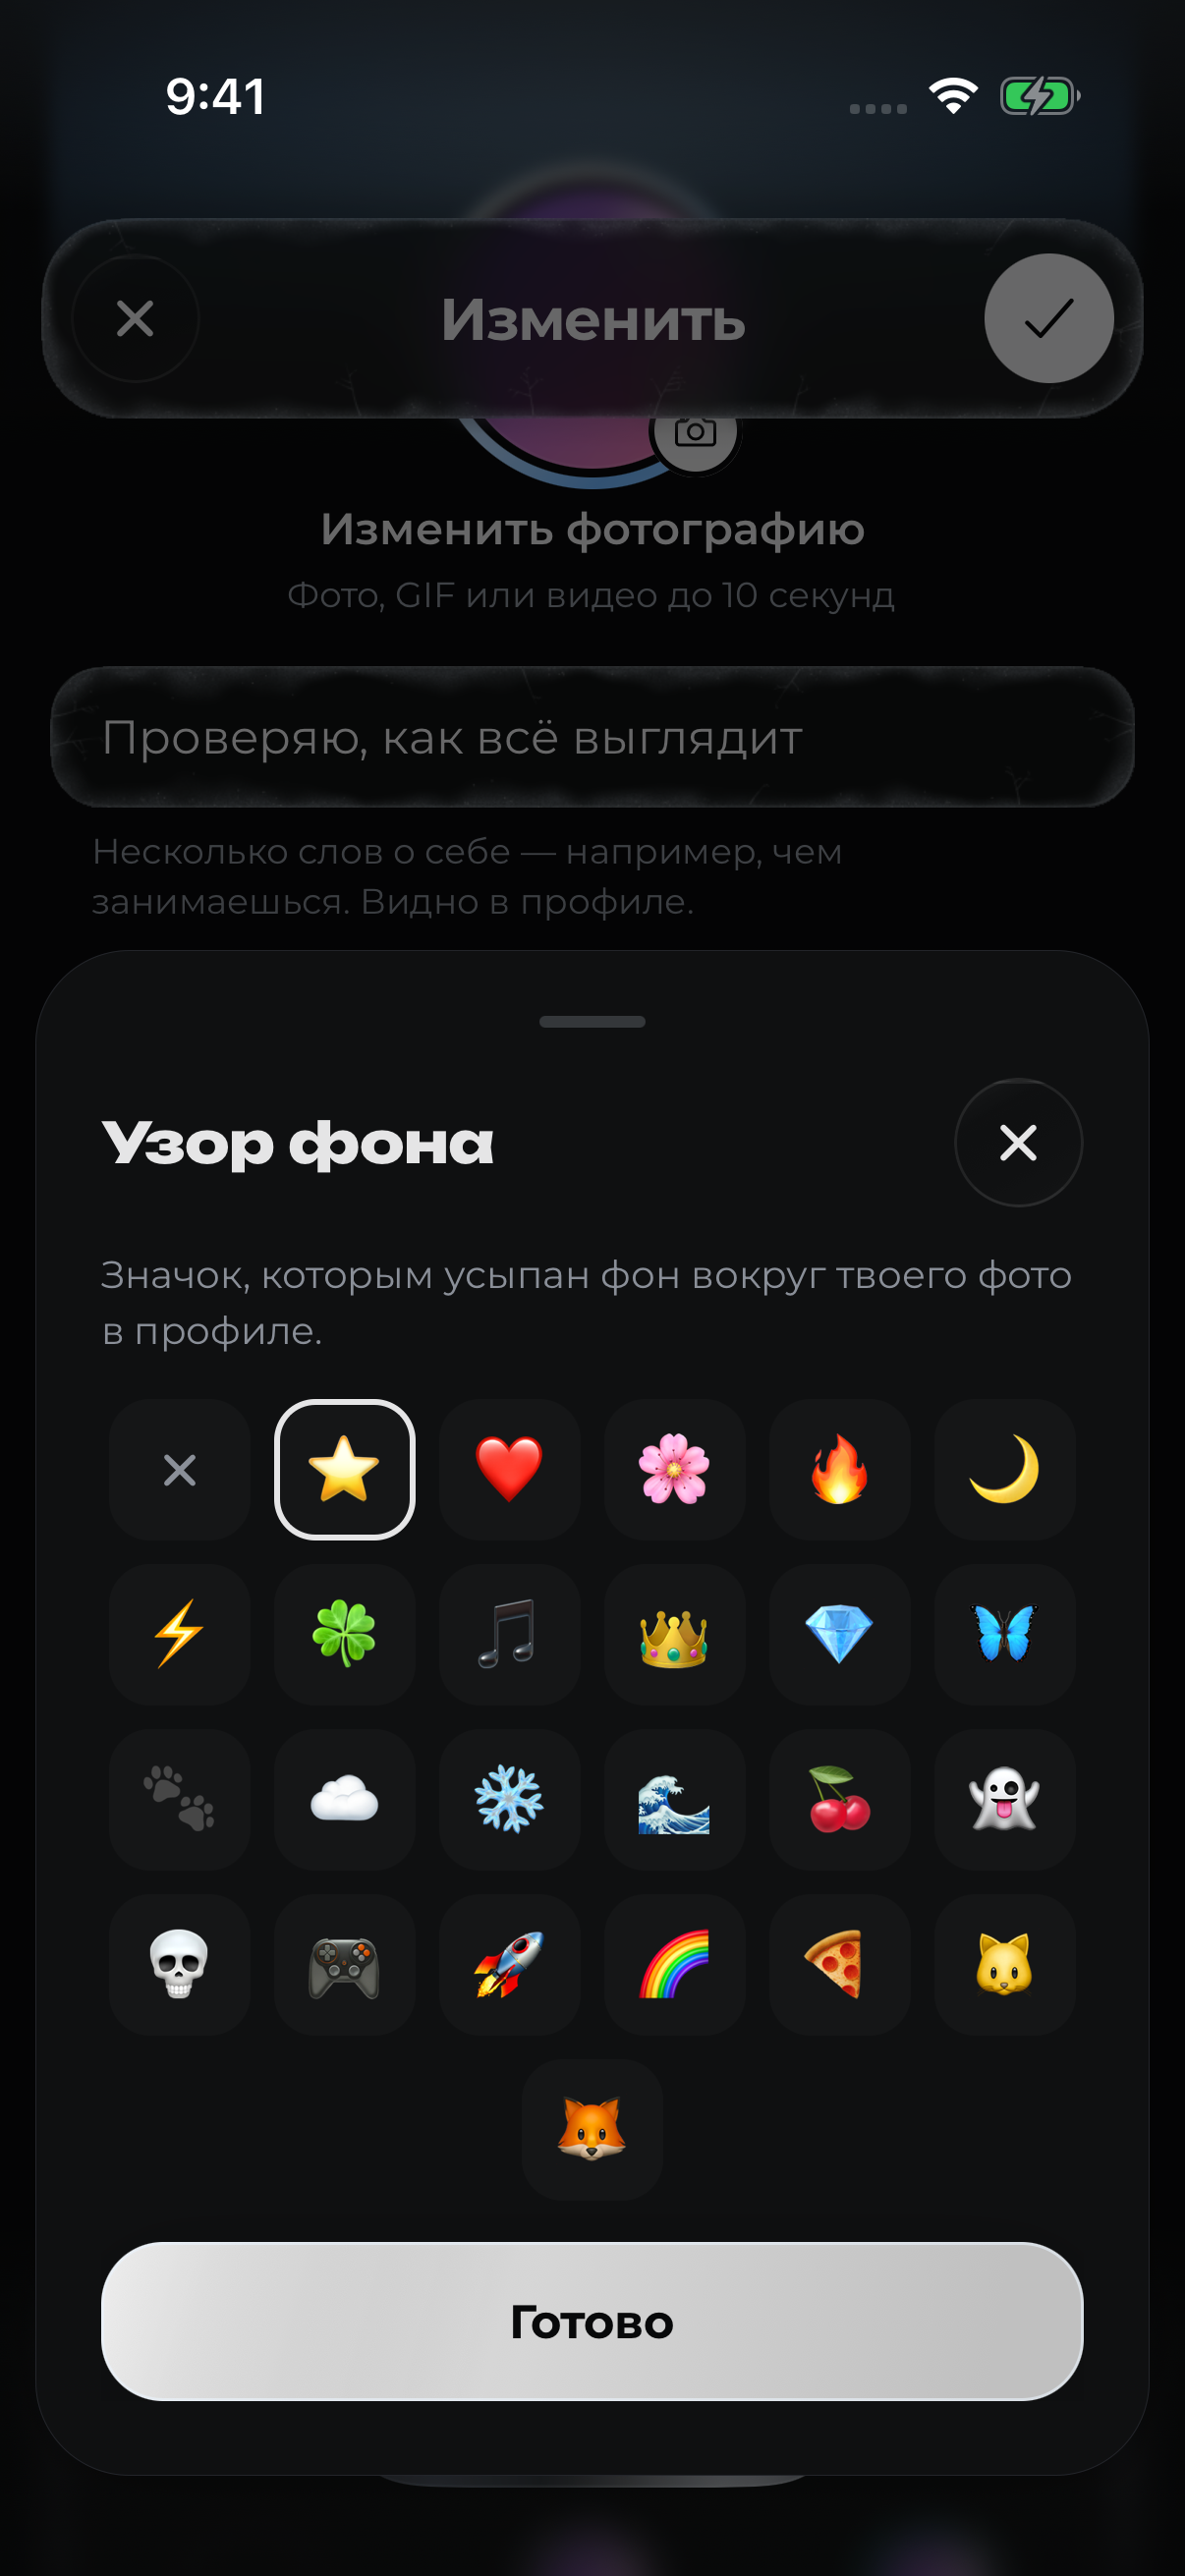 9:41
Изменить
Изменить фотографию
Фото, GIF или видео до 10 секунд
Проверяю, как всё выглядит
Несколько слов о себе — например, чем
занимаешься. Видно в профиле.
Узор фона
Значок, которым усыпан фон вокруг твоего фото
в профиле.
Готово